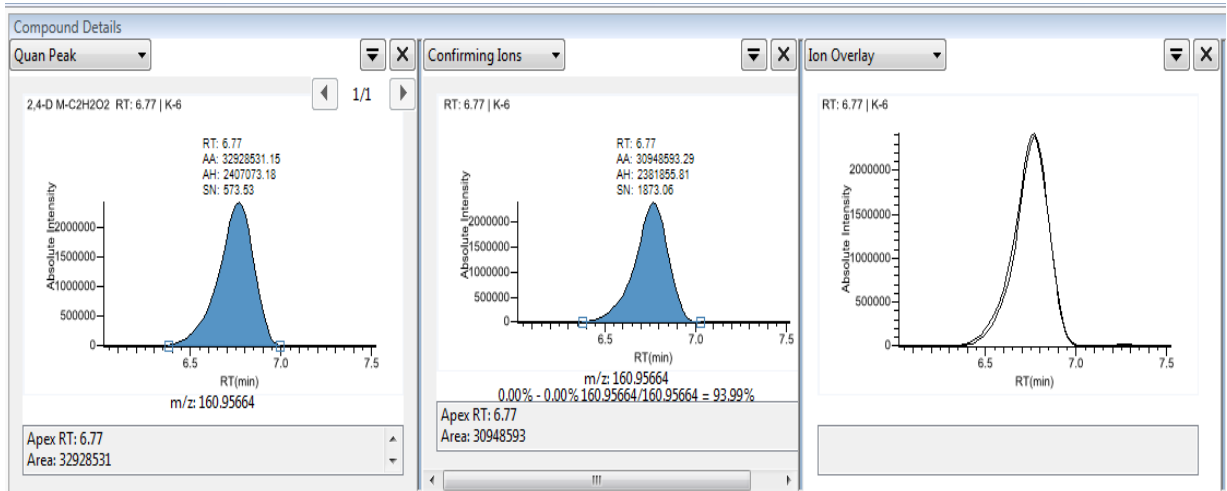 Compound Details
Quan Peak
1/1
2,4-D M-C2H2O2 RT: 6.77 | K-6
RT: 6.77
AA: 32928531.15
AH: 2407073.18
SN: 573.53
Absolute Intensity
2000000
1500000
1000000
500000
0
6.5
7.0
7.5
RT(min)
m/z: 160.95664
Apex RT: 6.77
Area: 32928531
Confirming Ions
RT: 6.77 | K-6
RT: 6.77
AA: 30948593.29
AH: 2381855.81
SN: 1873.06
Absolute Intensity
2000000
1500000
1000000
500000
0
6.5
7.0
7.5
RT(min)
m/z: 160.95664
0.00% - 0.00% 160.95664/160.95664 = 93.99%
Apex RT: 6.77
Area: 30948593
Ion Overlay
RT: 6.77 | K-6
Absolute Intensity
2000000
1500000
1000000
500000
0
6.5
7.0
7.5
RT(min)